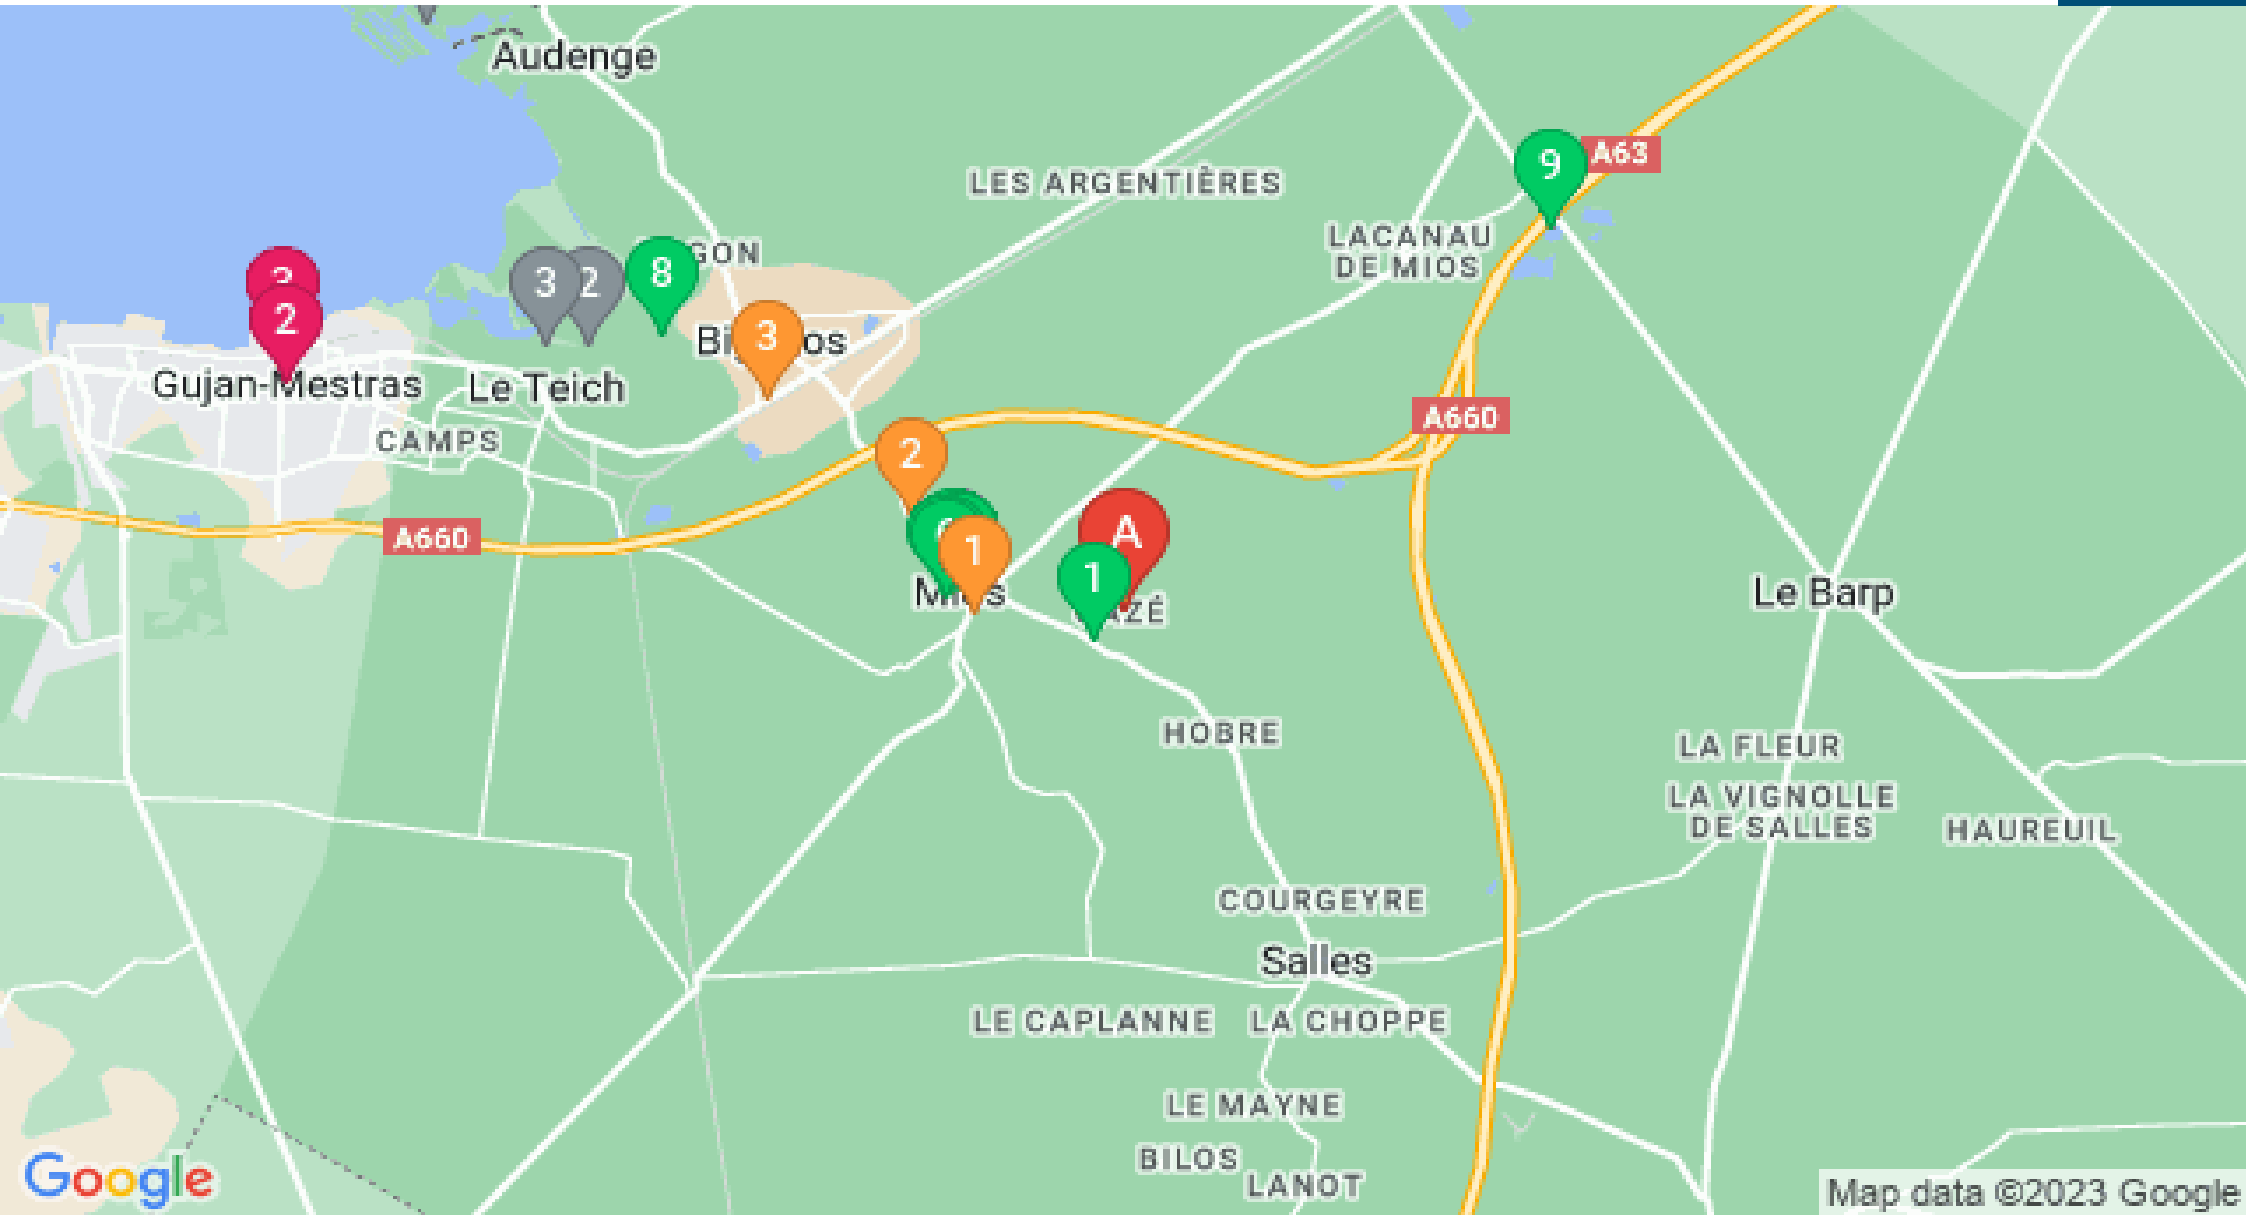 Audenge
A63
9
LES ARGENTIÈRES
LACANAU
DE MIOS
GON
3
2
8
2
3
Gujan-Mestras
Le Teich
CAMPS
A660
2
A660
A
1
1
Le Barp
HOBRE
LA FLEUR
LA VIGNOLLE
DE SALLES
HAUREUIL
COURGEYRE
Salles
LE CAPLANNE
LA CHOPPE
LE MAYNE
BILOS
LANOT
Google
Map data ©2023 Google